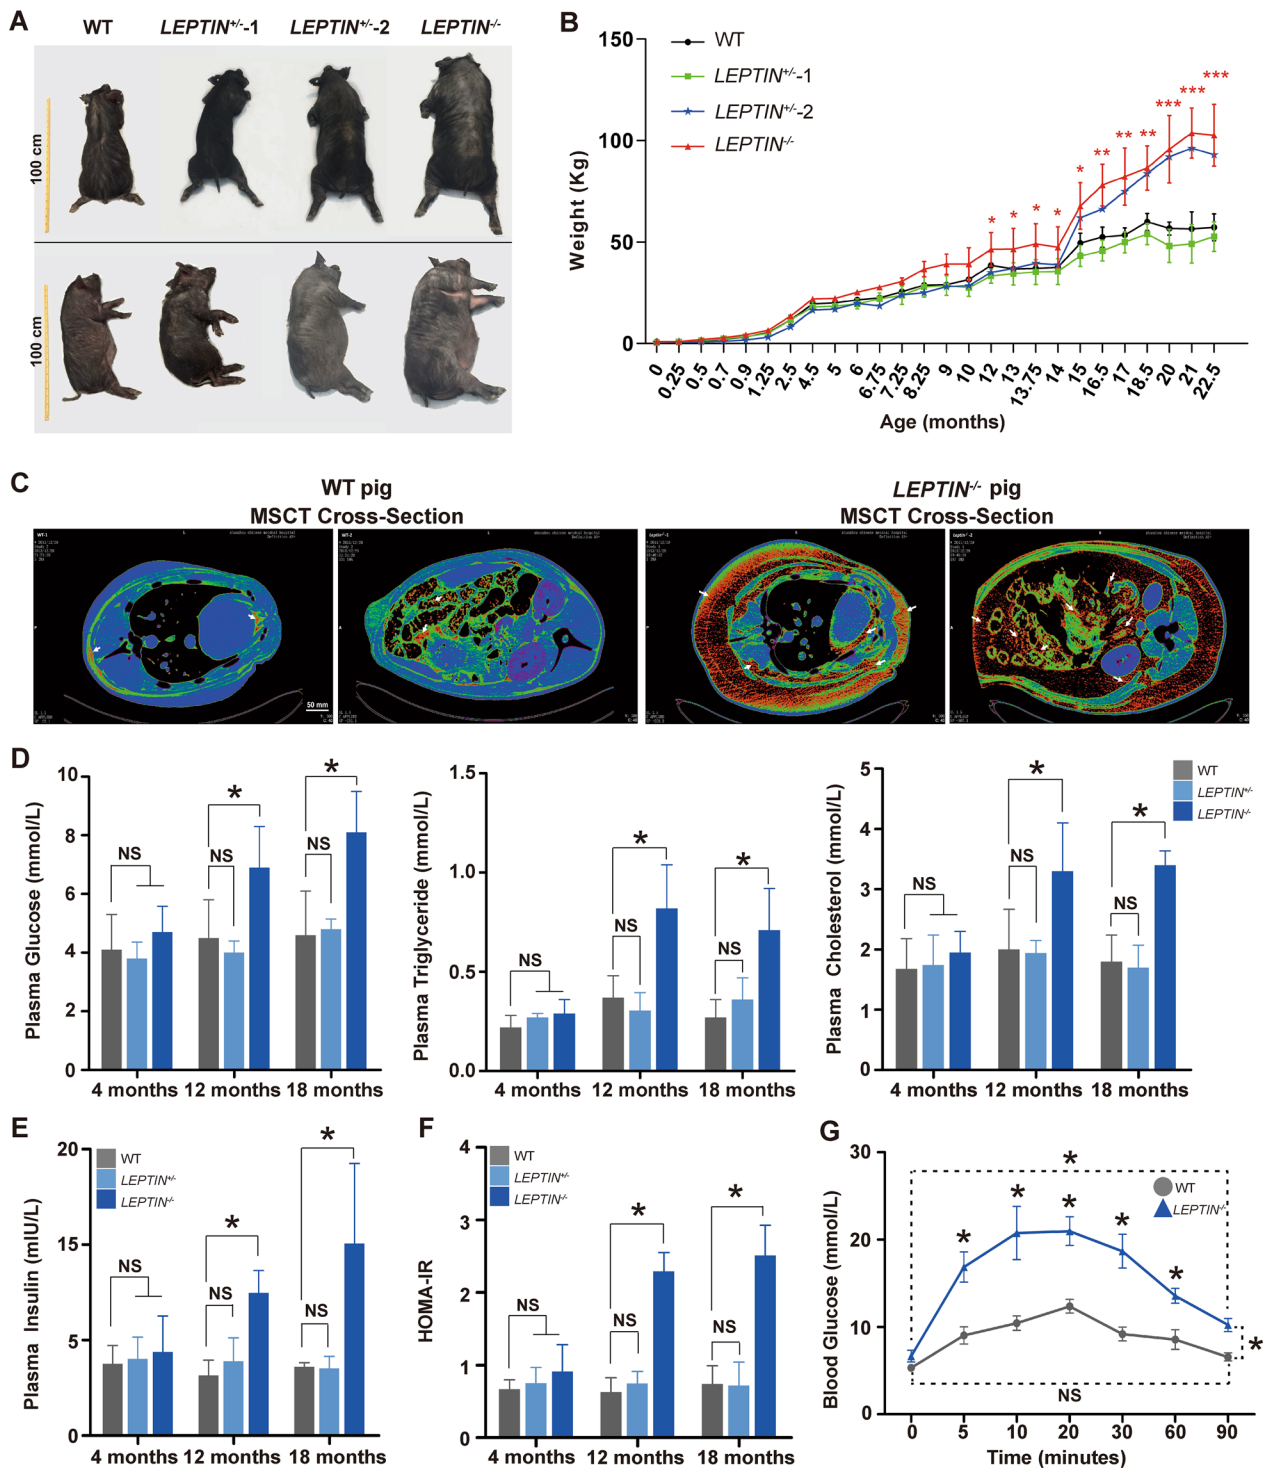 A
WT
LEPTIN+/--1
LEPTIN+/--2
LEPTIN-/-
100 cm
100 cm
B
WT
LEPTIN+/--1
LEPTIN+/--2
LEPTIN-/-
Weight (Kg)
150
100
50
0
* * * * * ** ** ** *** *** ***
0 0.25 0.5 0.7 0.9 1.25 2.5 4.5 5 6 6.75 7.25 8.25 9 10 12 13 13.75 14 15 16.5 17 18.5 20 21 22.5
Age (months)
C
WT pig
MSCT Cross-Section
LEPTIN-/- pig
MSCT Cross-Section
WT-1
WT-2
50 mm
D
Plasma Glucose (mmol/L)
10
8
6
4
2
0
NS
NS
*
NS
*
4 months 12 months 18 months
Plasma Triglyceride (mmol/L)
1.5
1.0
0.5
0.0
NS
NS
*
NS
*
4 months 12 months 18 months
Plasma Cholesterol (mmol/L)
5
4
3
2
1
0
NS
NS
*
NS
*
4 months 12 months 18 months
WT
LEPTIN+/-
LEPTIN-/-
E
Plasma Insulin (mIU/L)
20
15
5
0
WT
LEPTIN+/-
LEPTIN-/-
NS
NS
*
NS
*
4 months 12 months 18 months
F
HOMA-IR
4
3
2
1
0
WT
LEPTIN+/-
LEPTIN-/-
NS
NS
*
NS
*
4 months 12 months 18 months
G
Blood Glucose (mmol/L)
30
20
10
0
WT
LEPTIN-/-
*
* * * * *
*
NS
0 5 10 20 30 60 90
Time (minutes)